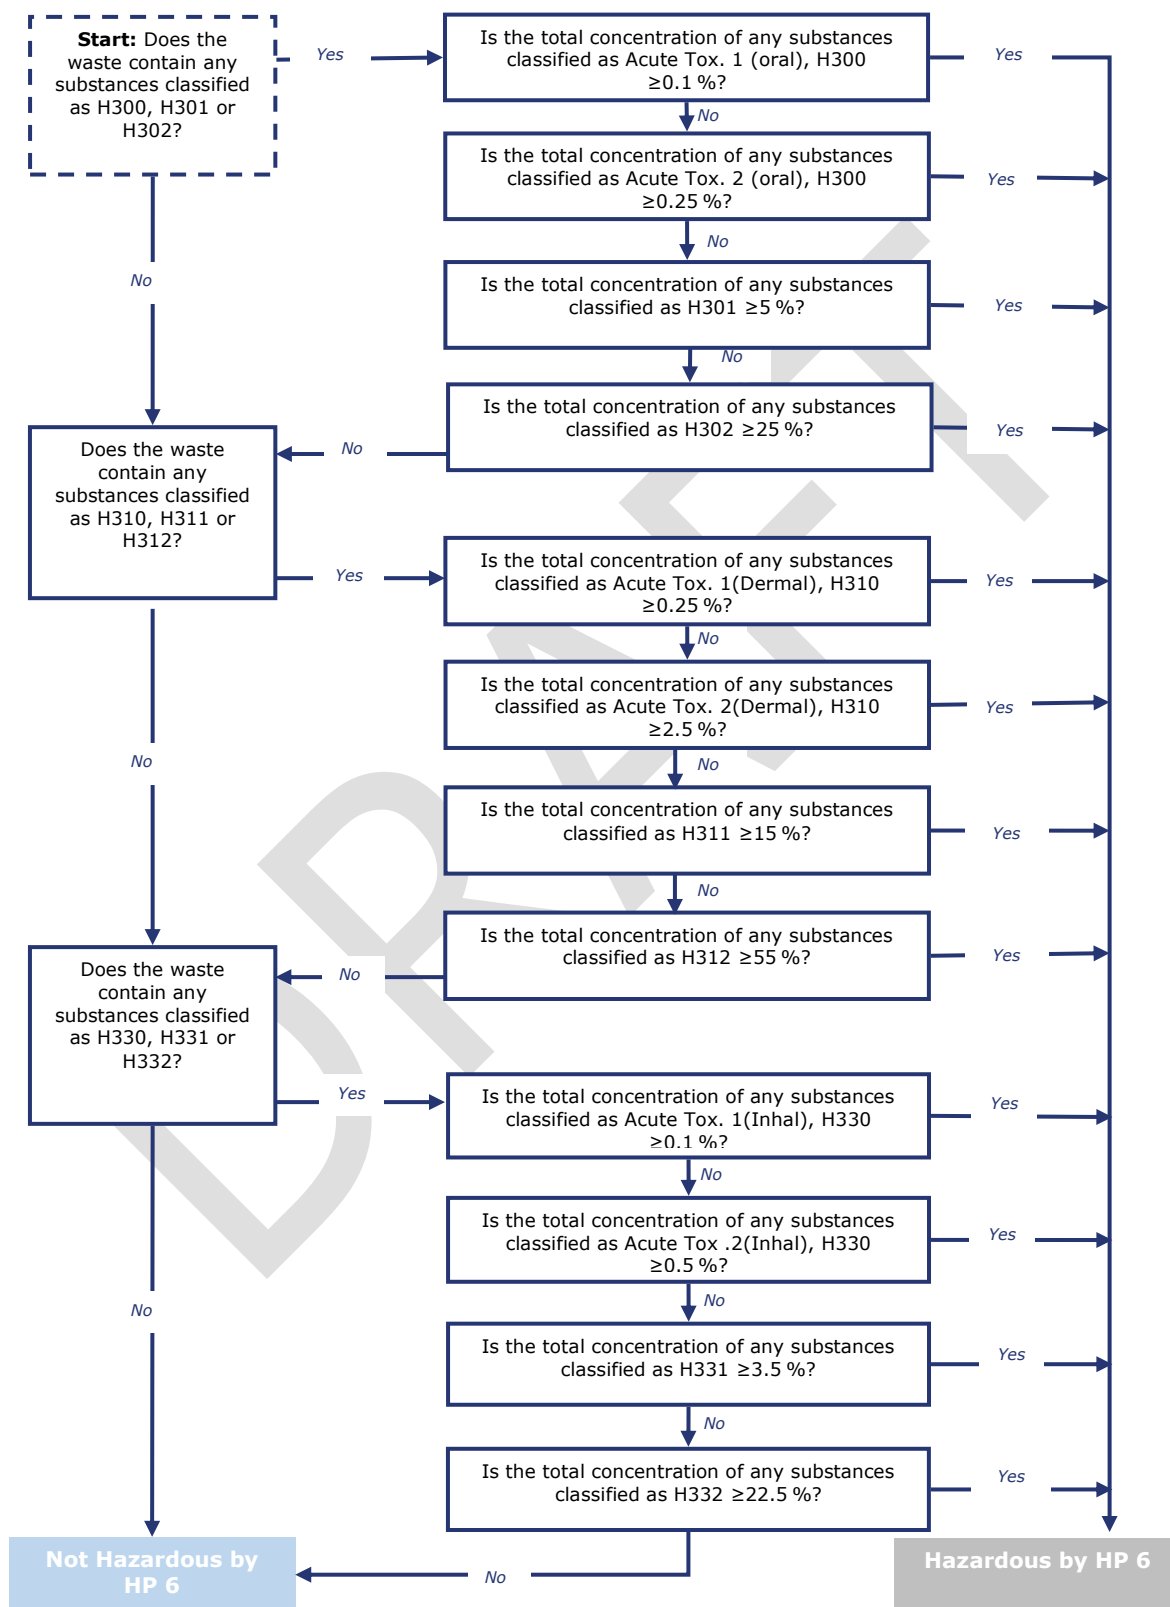 Start: Does the
waste contain any
substances classified
as H300, H301 or
H302?
Yes
Is the total concentration of any substances
classified as Acute Tox. 1 (oral), H300
≥0.1 %?
Yes
No
Is the total concentration of any substances
classified as Acute Tox. 2 (oral), H300
≥0.25 %?
Yes
No
No
Is the total concentration of any substances
classified as H301 ≥5 %?
Yes
No
Is the total concentration of any substances
classified as H302 ≥25 %?
Yes
No
Does the waste
contain any
substances classified
as H310, H311 or
H312?
Yes
Is the total concentration of any substances
classified as Acute Tox. 1(Dermal), H310
≥0.25 %?
Yes
No
Is the total concentration of any substances
classified as Acute Tox. 2(Dermal), H310
≥2.5 %?
Yes
No
No
Is the total concentration of any substances
classified as H311 ≥15 %?
Yes
No
Is the total concentration of any substances
classified as H312 ≥55 %?
Yes
No
Does the waste
contain any
substances classified
as H330, H331 or
H332?
Yes
Is the total concentration of any substances
classified as Acute Tox. 1(Inhal), H330
≥0.1 %?
Yes
No
Is the total concentration of any substances
classified as Acute Tox .2(Inhal), H330
≥0.5 %?
Yes
No
No
Is the total concentration of any substances
classified as H331 ≥3.5 %?
Yes
No
Is the total concentration of any substances
classified as H332 ≥22.5 %?
Yes
No
Not Hazardous by
HP 6
Hazardous by HP 6
DRAFT